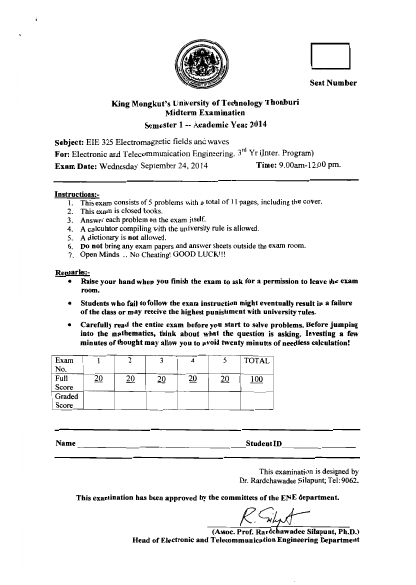 Seat Number
King Mongkut's University of Technology Thonburi
Midterm Examination
Semester 1 -- Academic Year 2014
Subject: EIE 325 Electromagnetic fields and waves
For: Electronic and Telecommunication Engineering. 3rd Yr (Inter. Program)
Exam Date: Wednesday September 24, 2014 Time: 9.00am-12.00 pm.
Instructions:-
1. This exam consists of 5 problems with a total of 11 pages, including the cover.
2. This exam is closed books.
3. Answer each problem on the exam itself.
4. A calculator compiling with the university rule is allowed.
5. A dictionary is not allowed.
6. Do not bring any exam papers and answer sheets outside the exam room.
7. Open Minds .. No Cheating! GOOD LUCK!!!
Remarks:-
• Raise your hand when you finish the exam to ask for a permission to leave the exam
room.
• Students who fail to follow the exam instruction might eventually result in a failure
of the class or may receive the highest punishment with university rules.
• Carefully read the entire exam before you start to solve problems. Before jumping
into the mathematics, think about what the question is asking. Investing a few
minutes of thought may allow you to avoid twenty minutes of needless calculation!
Exam No. 1 2 3 4 5 TOTAL
Full Score 20 20 20 20 20 100
Graded Score
Name Student ID
This examination is designed by
Dr. Rardchawadee Silapunt; Tel: 9062.
This examination has been approved by the committees of the ENE department.
R. Silapunt
(Assoc. Prof. Rardchawadee Silapunt, Ph.D.)
Head of Electronic and Telecommunication Engineering Department